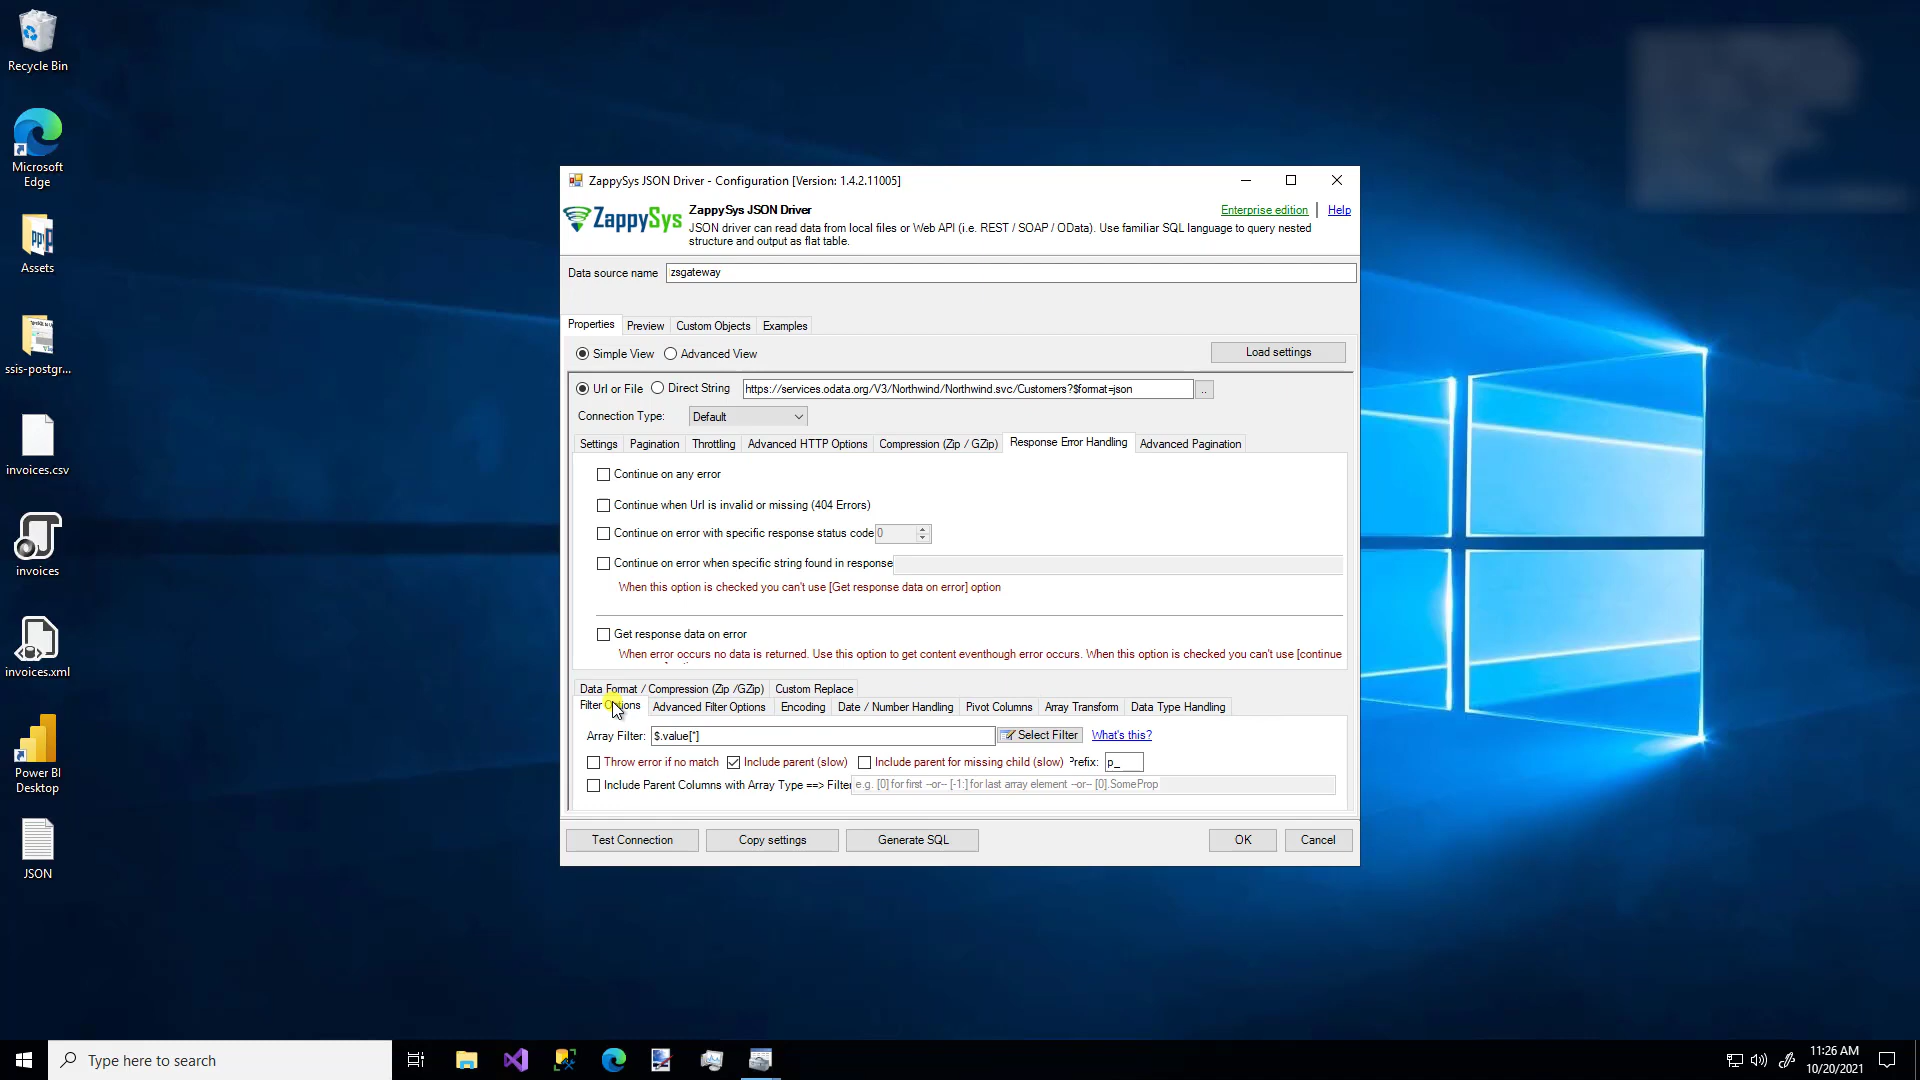 Recycle Bin
Microsoft
Edge
Assets
ssis-postgr...
invoices.csv
invoices
invoices.xml
Power BI
Desktop
JSON
ZappySys JSON Driver - Configuration [Version: 1.4.2.11005]
ZappySys
ZappySys JSON Driver
Enterprise edition
Help
JSON driver can read data from local files or Web API (i.e. REST / SOAP / OData). Use familiar SQL language to query nested
structure and output as flat table.
Data source name
zsgateway
Properties
Preview
Custom Objects
Examples
Simple View
Advanced View
Load settings
Url or File
Direct String
https://services.odata.org/V3/Northwind/Northwind.svc/Customers?$format=json
..
Connection Type:
Default
Settings
Pagination
Throttling
Advanced HTTP Options
Compression (Zip / GZip)
Response Error Handling
Advanced Pagination
Continue on any error
Continue when Url is invalid or missing (404 Errors)
Continue on error with specific response status code
0
Continue on error when specific string found in response
When this option is checked you can't use [Get response data on error] option
Get response data on error
When error occurs no data is returned. Use this option to get content eventhough error occurs. When this option is checked you can't use [continue
Data Format / Compression (Zip /GZip)
Custom Replace
Filter Options
Advanced Filter Options
Encoding
Date / Number Handling
Pivot Columns
Array Transform
Data Type Handling
Array Filter:
$.value[*]
Select Filter
What's this?
Throw error if no match
Include parent (slow)
Include parent for missing child (slow)
Prefix:
p_
Include Parent Columns with Array Type ==> Filter
e.g. [0] for first --or-- [-1:] for last array element --or-- [0].SomeProp
Test Connection
Copy settings
Generate SQL
OK
Cancel
Type here to search
11:26 AM
10/20/2021